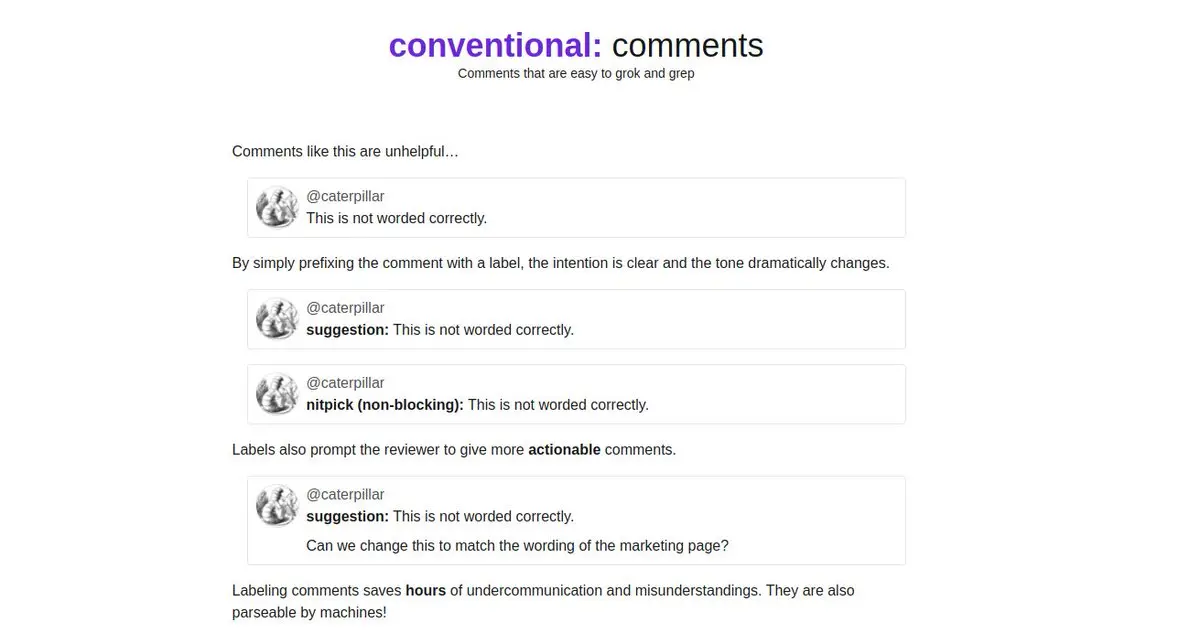 conventional: comments
Comments that are easy to grok and grep
Comments like this are unhelpful…
@caterpillar
This is not worded correctly.
By simply prefixing the comment with a label, the intention is clear and the tone dramatically changes.
@caterpillar
suggestion: This is not worded correctly.
@caterpillar
nitpick (non-blocking): This is not worded correctly.
Labels also prompt the reviewer to give more actionable comments.
@caterpillar
suggestion: This is not worded correctly.
Can we change this to match the wording of the marketing page?
Labeling comments saves hours of undercommunication and misunderstandings. They are also
parseable by machines!